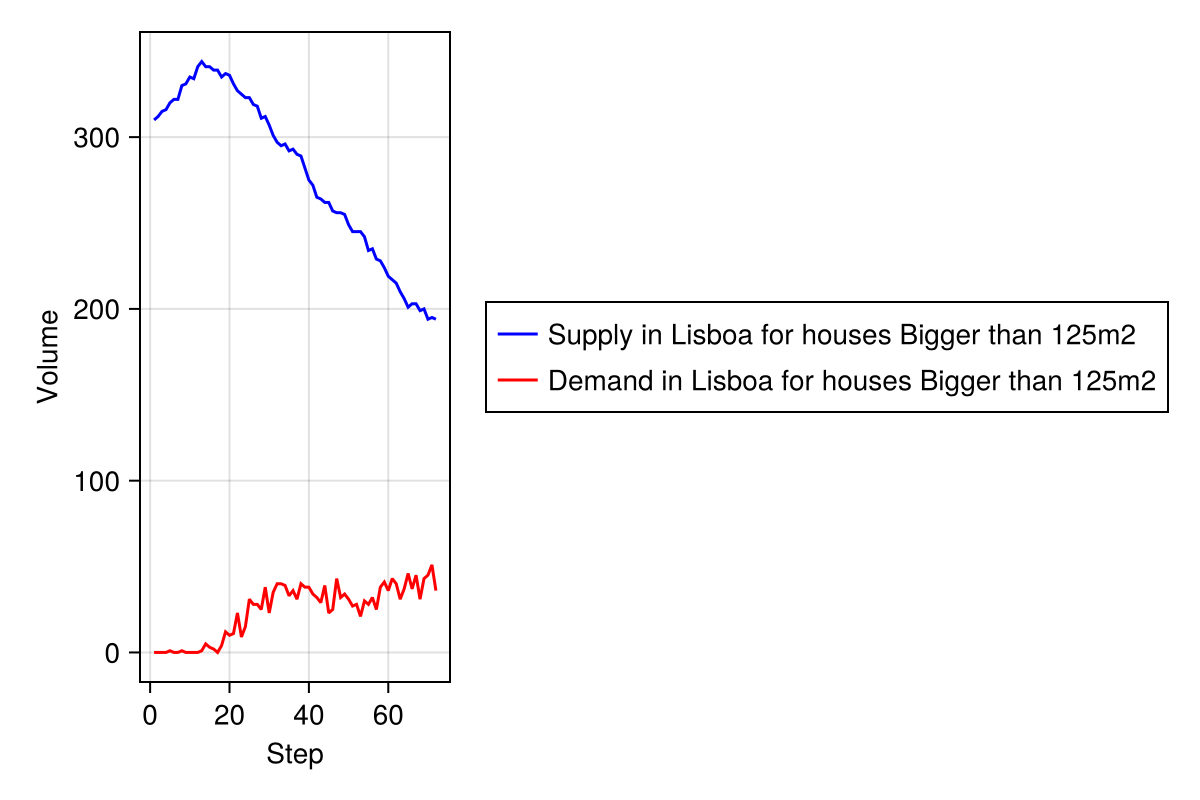 300
200
100
0
Volume
0 20 40 60
Step
Supply in Lisboa for houses Bigger than 125m2
Demand in Lisboa for houses Bigger than 125m2